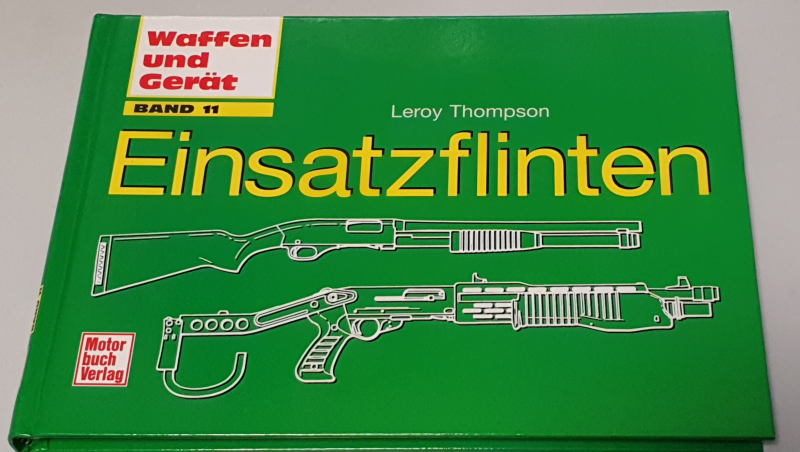 Waffen
und
Gerät
BAND 11
Leroy Thompson
Einsatzflinten
Motor
buch
Verlag